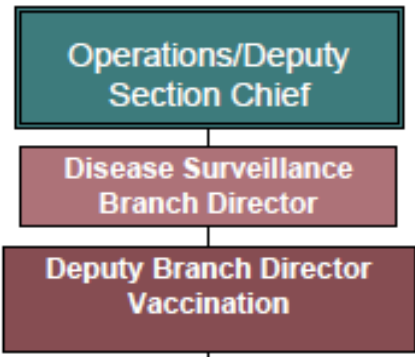 Operations/Deputy
Section Chief
Disease Surveillance
Branch Director
Deputy Branch Director
Vaccination